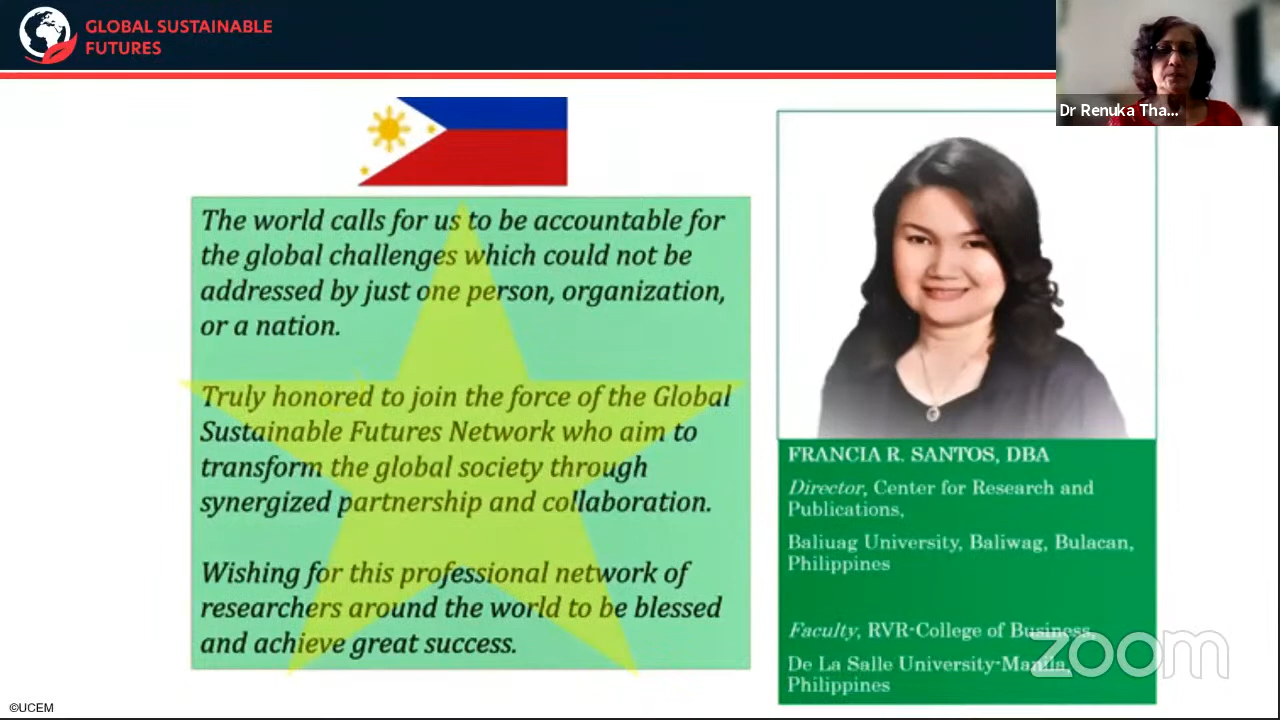 GLOBAL SUSTAINABLE
FUTURES
Dr Renuka Tha...
The world calls for us to be accountable for
the global challenges which could not be
addressed by just one person, organization,
or a nation.
Truly honored to join the force of the Global
Sustainable Futures Network who aim to
transform the global society through
synergized partnership and collaboration.
Wishing for this professional network of
researchers around the world to be blessed
and achieve great success.
FRANCIA R. SANTOS, DBA
Director, Center for Research and
Publications,
Baliuag University, Baliwag, Bulacan,
Philippines
Faculty, RVR-College of Business,
De La Salle University-Manila,
Philippines
zoom
©UCEM